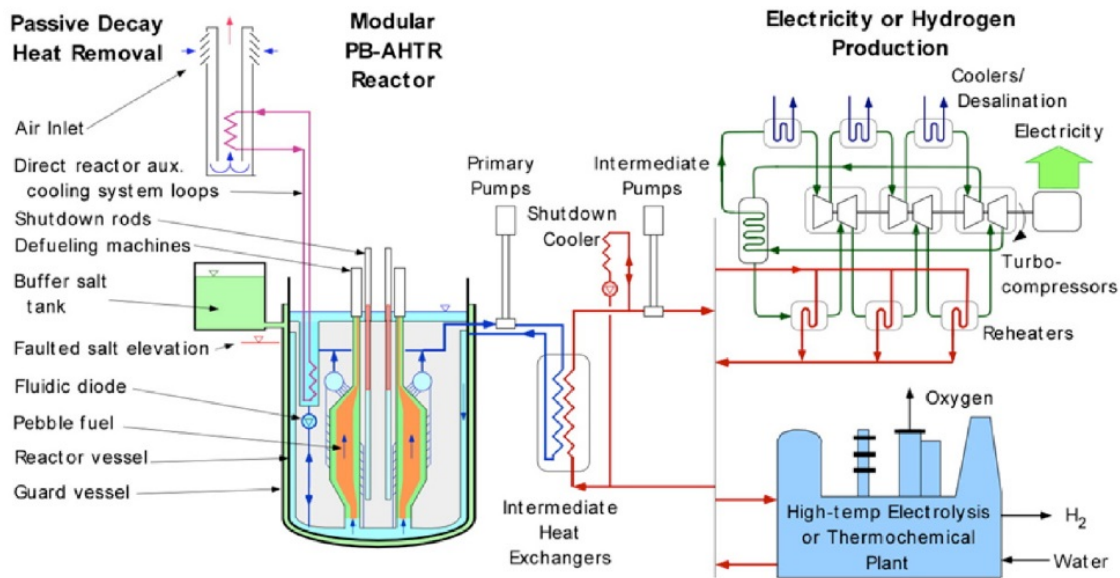 Passive Decay
Heat Removal
Modular
PB-AHTR
Reactor
Electricity or Hydrogen
Production
Air Inlet
Direct reactor aux.
cooling system loops
Shutdown rods
Defueling machines
Buffer salt
tank
Faulted salt elevation
Fluidic diode
Pebble fuel
Reactor vessel
Guard vessel
Primary
Pumps
Intermediate
Pumps
Shutdown
Cooler
Intermediate
Heat
Exchangers
Coolers/
Desalination
Electricity
Turbo-
compressors
Reheaters
Oxygen
High-temp Electrolysis
or Thermochemical
Plant
H2
Water